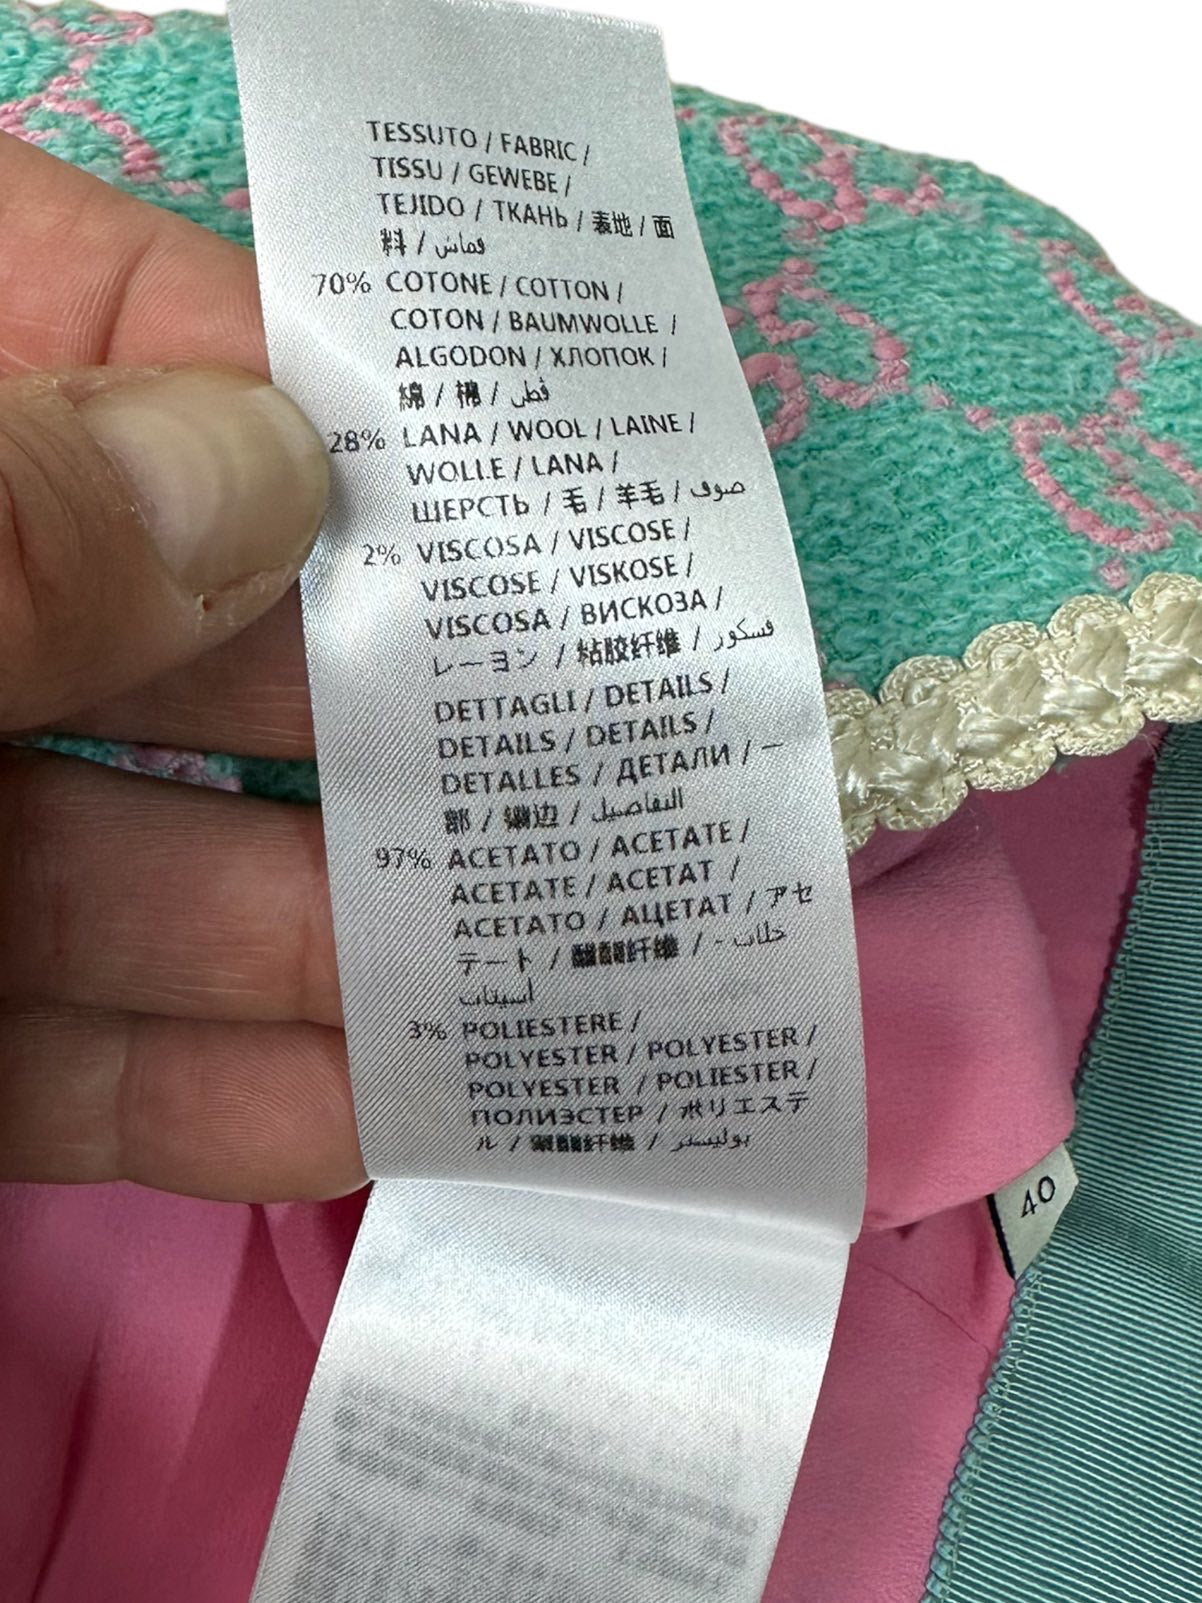 TESSUTO / FABRIC /
TISSU / GEWEBE /
TEJIDO / ТКАНЬ / 表地 / 面
料 / قماش
70% COTONE / COTTON /
COTON / BAUMWOLLE /
ALGODON / ХЛОПОК /
綿 / 棉 / قطن
28% LANA / WOOL / LAINE /
WOLLE / LANA /
ШЕРСТЬ / 毛 / 羊毛 / صوف
2% VISCOSA / VISCOSE /
VISCOSE / VISKOSE /
VISCOSA / ВИСКОЗА /
レーヨン / 粘胶纤维 / فسكوز
DETTAGLI / DETAILS /
DETAILS / DETAILS /
DETALLES / ДЕТАЛИ / 一
部 / 镶边 / التفاصيل
97% ACETATO / ACETATE /
ACETATE / ACETAT /
ACETATO / АЦЕТАТ / アセ
テート / 醋酯纤维 / - خلات
أسيتات
3% POLIESTERE /
POLYESTER / POLYESTER /
POLYESTER / POLIESTER /
ПОЛИЭСТЕР / ポリエステ
ル / 聚酯纤维 / بوليستر
40